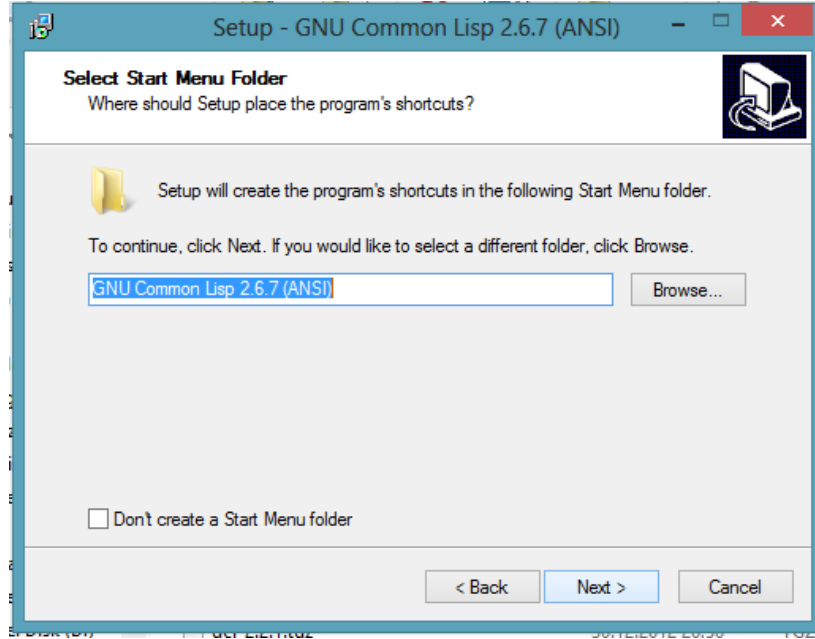 Setup - GNU Common Lisp 2.6.7 (ANSI)
Select Start Menu Folder
Where should Setup place the program's shortcuts?
Setup will create the program's shortcuts in the following Start Menu folder.
To continue, click Next. If you would like to select a different folder, click Browse.
GNU Common Lisp 2.6.7 (ANSI)
Browse...
Don't create a Start Menu folder
< Back
Next >
Cancel